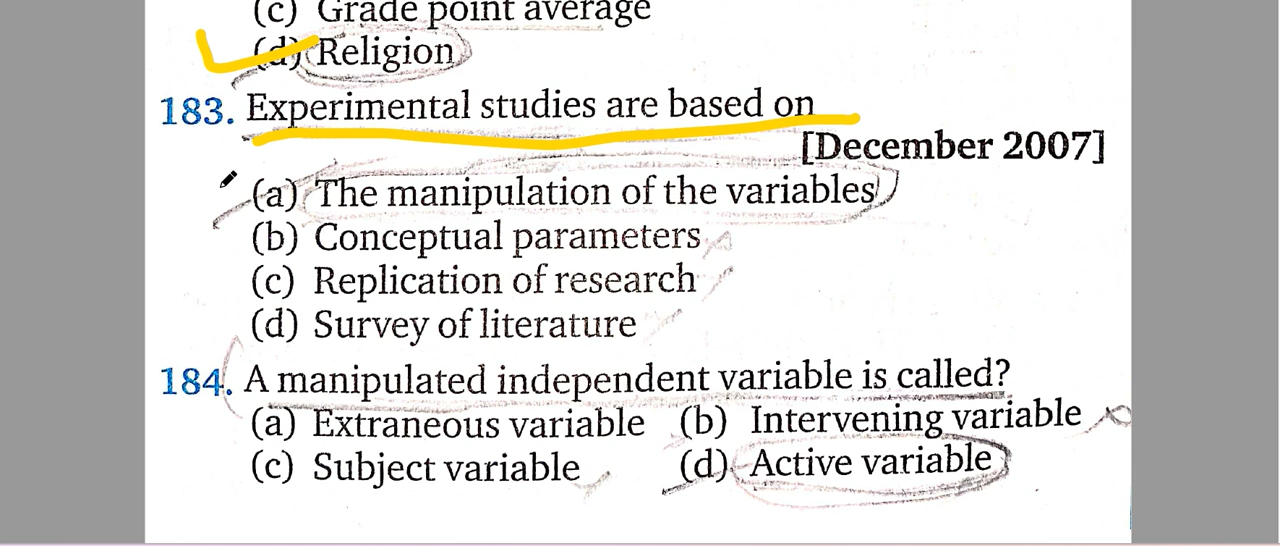 (c) Grade point average
(d) Religion
183. Experimental studies are based on
[December 2007]
(a) The manipulation of the variables
(b) Conceptual parameters
(c) Replication of research
(d) Survey of literature
184. A manipulated independent variable is called?
(a) Extraneous variable (b) Intervening variable
(c) Subject variable (d) Active variable